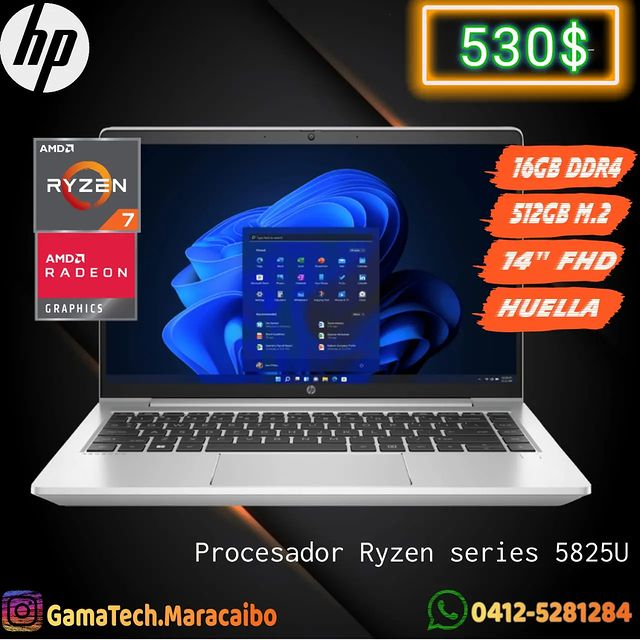 hp
530$
AMD
RYZEN
7
AMD
RADEON
GRAPHICS
16GB DDR4
512GB M.2
14" FHD
HUELLA
hp
Procesador Ryzen series 5825U
GamaTech.Maracaibo
0412-5281284